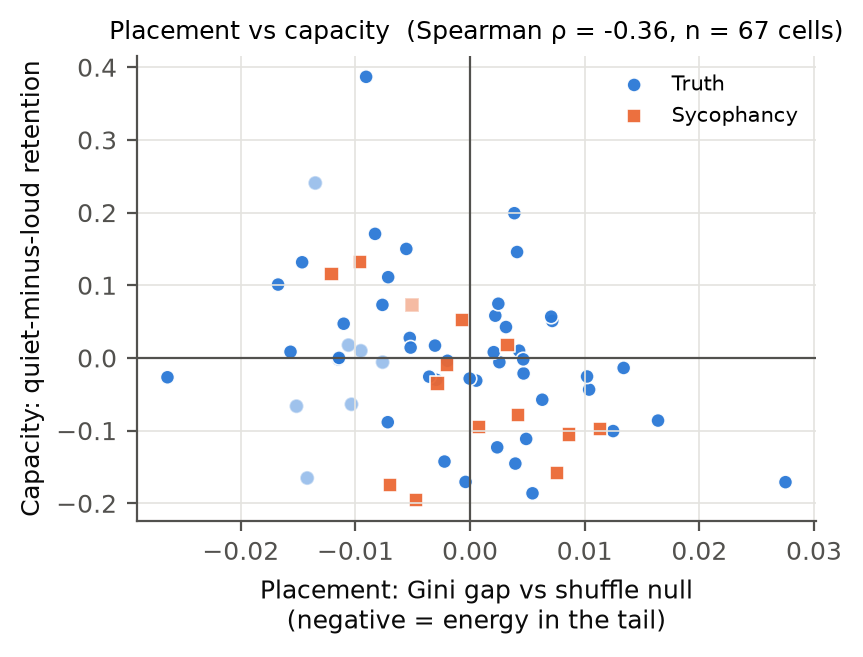 Placement vs capacity (Spearman ρ = -0.36, n = 67 cells)
Truth
Sycophancy
Capacity: quiet-minus-loud retention
0.4
0.3
0.2
0.1
0.0
−0.1
−0.2
−0.02 −0.01 0.00 0.01 0.02 0.03
Placement: Gini gap vs shuffle null
(negative = energy in the tail)